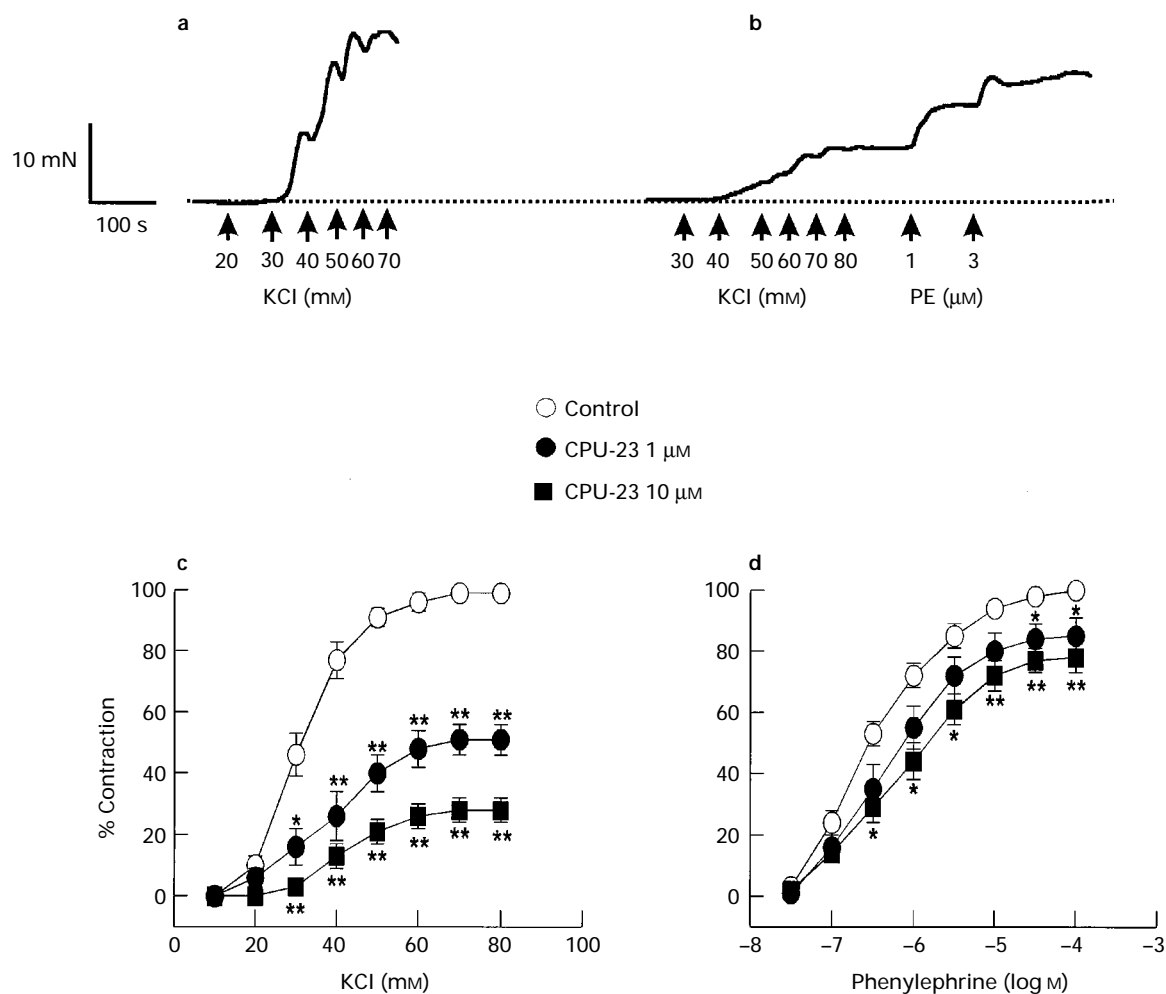 a
b
10 mN
100 s
20 30 40 50 60 70
KCl (mM)
30 40 50 60 70 80 1 3
KCl (mM) PE (μM)
Control
CPU-23 1 μM
CPU-23 10 μM
c
d
% Contraction
100
80
60
40
20
0
0 20 40 60 80 100
KCl (mM)
** ** ** ** ** *
** ** ** ** ** **
100
80
60
40
20
0
−8 −7 −6 −5 −4 −3
Phenylephrine (log M)
* *
* * * ** ** **